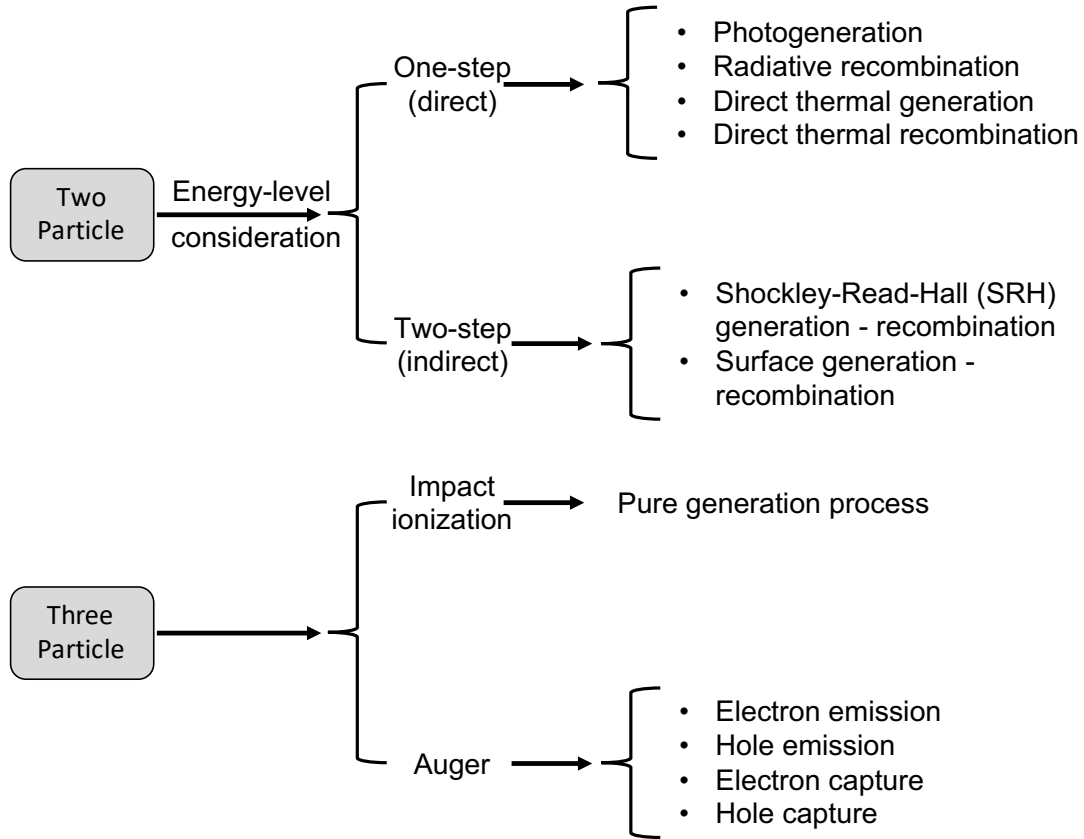 Two
Particle
Energy-level
consideration
One-step
(direct)
• Photogeneration
• Radiative recombination
• Direct thermal generation
• Direct thermal recombination
Two-step
(indirect)
• Shockley-Read-Hall (SRH)
generation - recombination
• Surface generation -
recombination
Three
Particle
Impact
ionization
Pure generation process
Auger
• Electron emission
• Hole emission
• Electron capture
• Hole capture